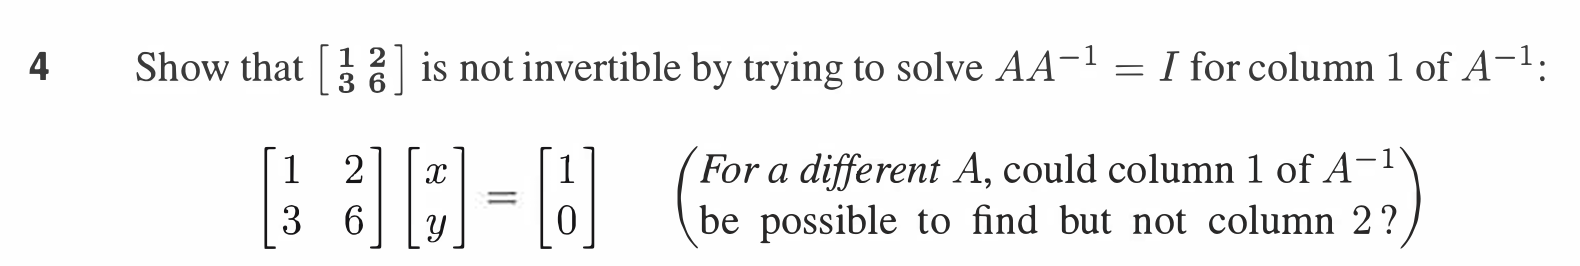 4 Show that [1 2 3 6] is not invertible by trying to solve AA⁻¹ = I for column 1 of A⁻¹:
[1 2] [x] = [1] (For a different A, could column 1 of A⁻¹)
[3 6] [y] [0] (be possible to find but not column 2?)